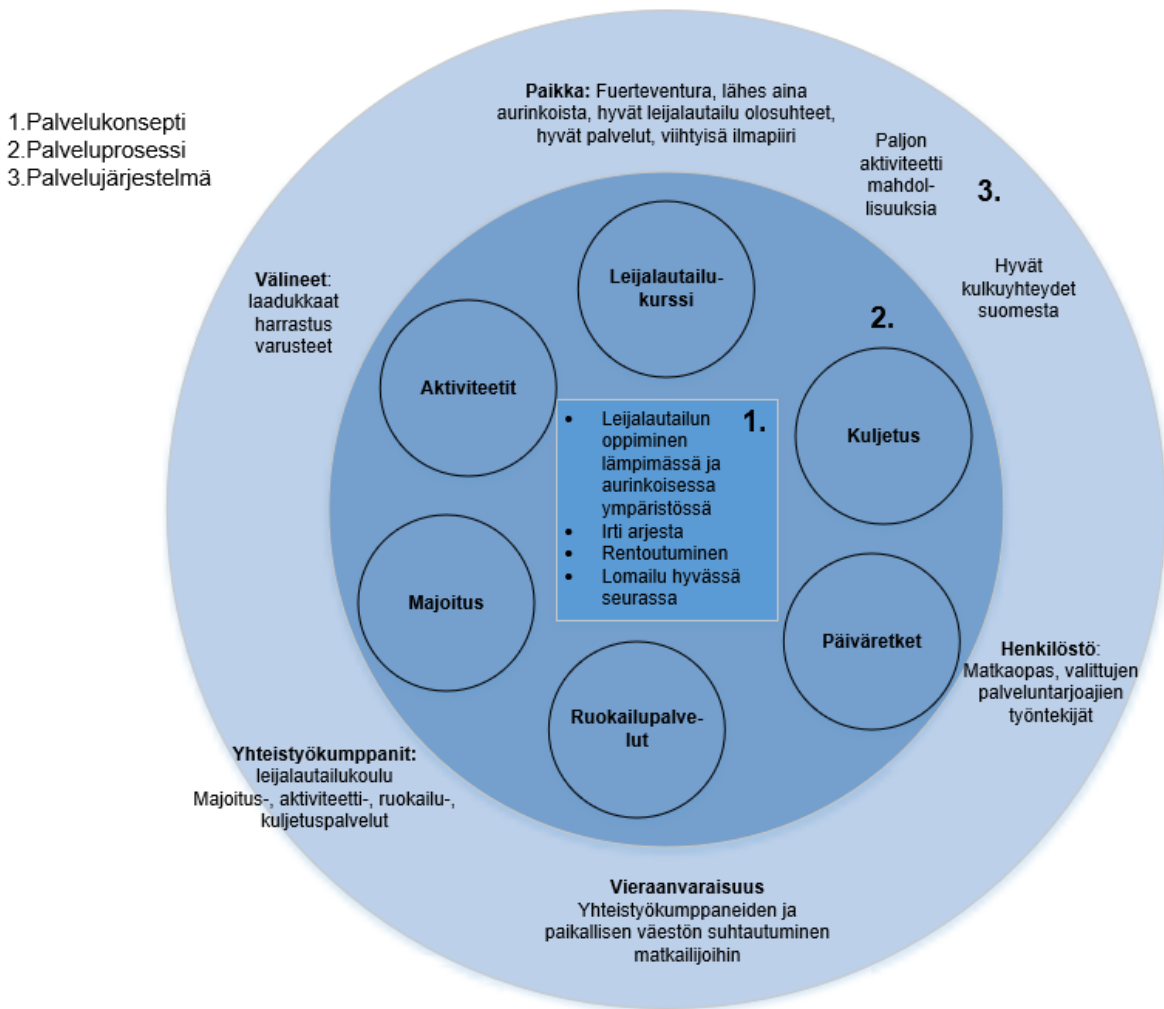 1.Palvelukonsepti
2.Palveluprosessi
3.Palvelujärjestelmä
Paikka: Fuerteventura, lähes aina
aurinkoista, hyvät leijalautailu olosuhteet,
hyvät palvelut, viihtyisä ilmapiiri
Paljon
aktiviteetti
mahdol-
lisuuksia
3.
Hyvät
kulkuyhteydet
suomesta
Välineet:
laadukkaat
harrastus
varusteet
Leijalautailu-
kurssi
2.
Aktiviteetit
Kuljetus
1.
• Leijalautailun
oppiminen
lämpimässä ja
aurinkoisessa
ympäristössä
• Irti arjesta
• Rentoutuminen
• Lomailu hyvässä
seurassa
Majoitus
Päiväretket
Ruokailupalve-
lut
Henkilöstö:
Matkaopas, valittujen
palveluntarjoajien
työntekijät
Yhteistyökumppanit:
leijalautailukoulu
Majoitus-, aktiviteetti-, ruokailu-,
kuljetuspalvelut
Vieraanvaraisuus
Yhteistyökumppaneiden ja
paikallisen väestön suhtautuminen
matkailijoihin